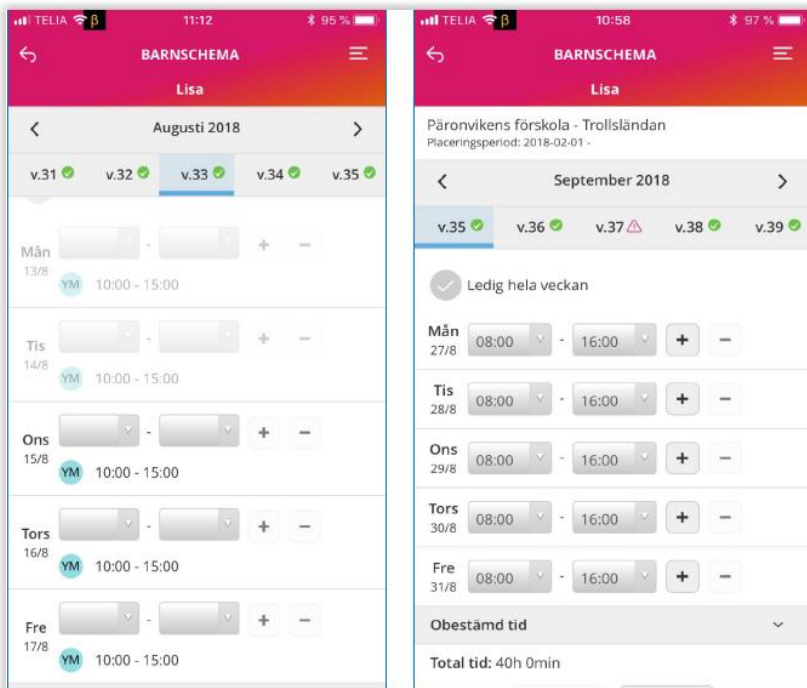 TELIA β 11:12 95 %
BARNSCHEMA
Lisa
Augusti 2018
v.31 v.32 v.33 v.34 v.35
Mån
13/8
-
+ −
YM 10:00 - 15:00
Tis
14/8
-
+ −
YM 10:00 - 15:00
Ons
15/8
-
+ −
YM 10:00 - 15:00
Tors
16/8
-
+ −
YM 10:00 - 15:00
Fre
17/8
-
+ −
YM 10:00 - 15:00
TELIA β 10:58 97 %
BARNSCHEMA
Lisa
Päronvikens förskola - Trollsländan
Placeringsperiod: 2018-02-01 -
September 2018
v.35 v.36 v.37 v.38 v.39
Ledig hela veckan
Mån 08:00 - 16:00 + −
27/8
Tis 08:00 - 16:00 + −
28/8
Ons 08:00 - 16:00 + −
29/8
Tors 08:00 - 16:00 + −
30/8
Fre 08:00 - 16:00 + −
31/8
Obestämd tid
Total tid: 40h 0min